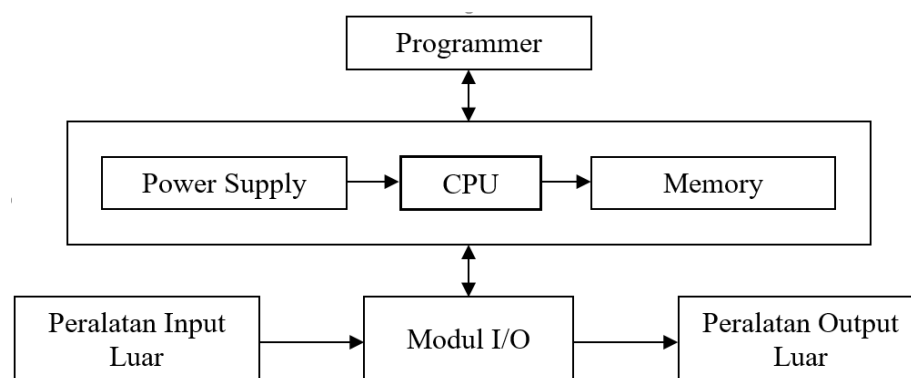 Programmer
Power Supply
CPU
Memory
Peralatan Input
Luar
Modul I/O
Peralatan Output
Luar